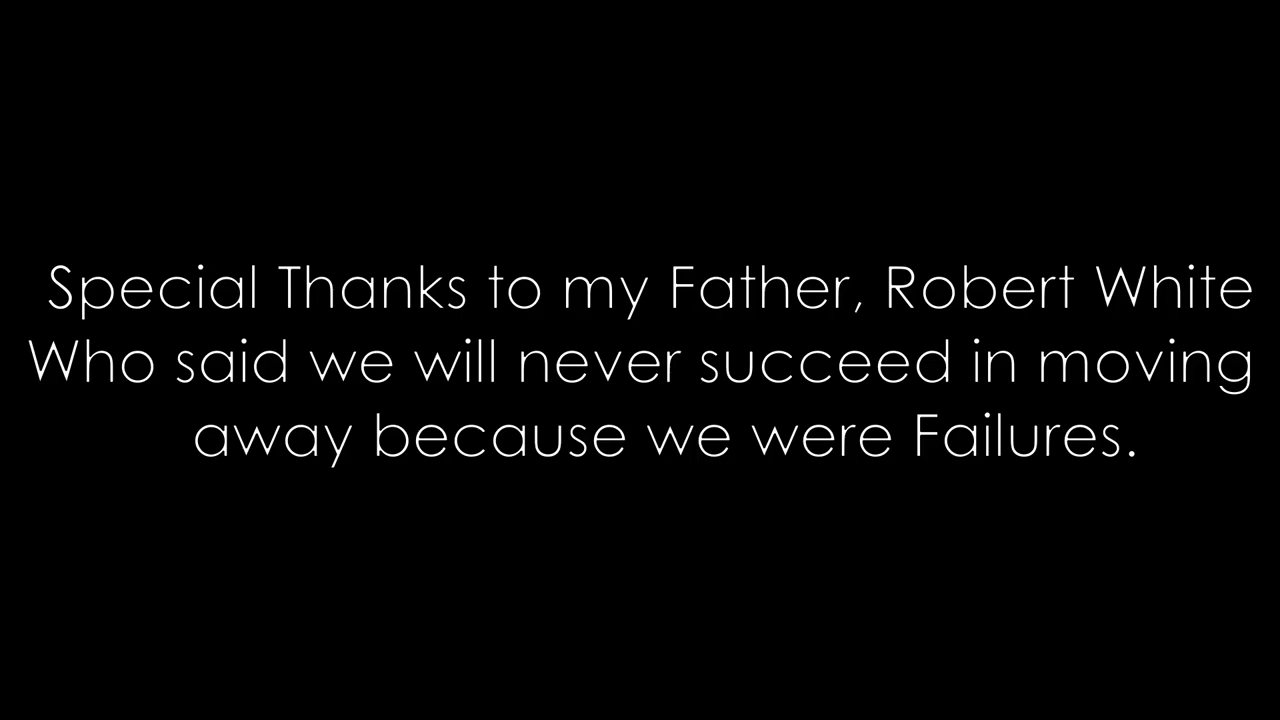 Special Thanks to my Father, Robert White
Who said we will never succeed in moving
away because we were Failures.